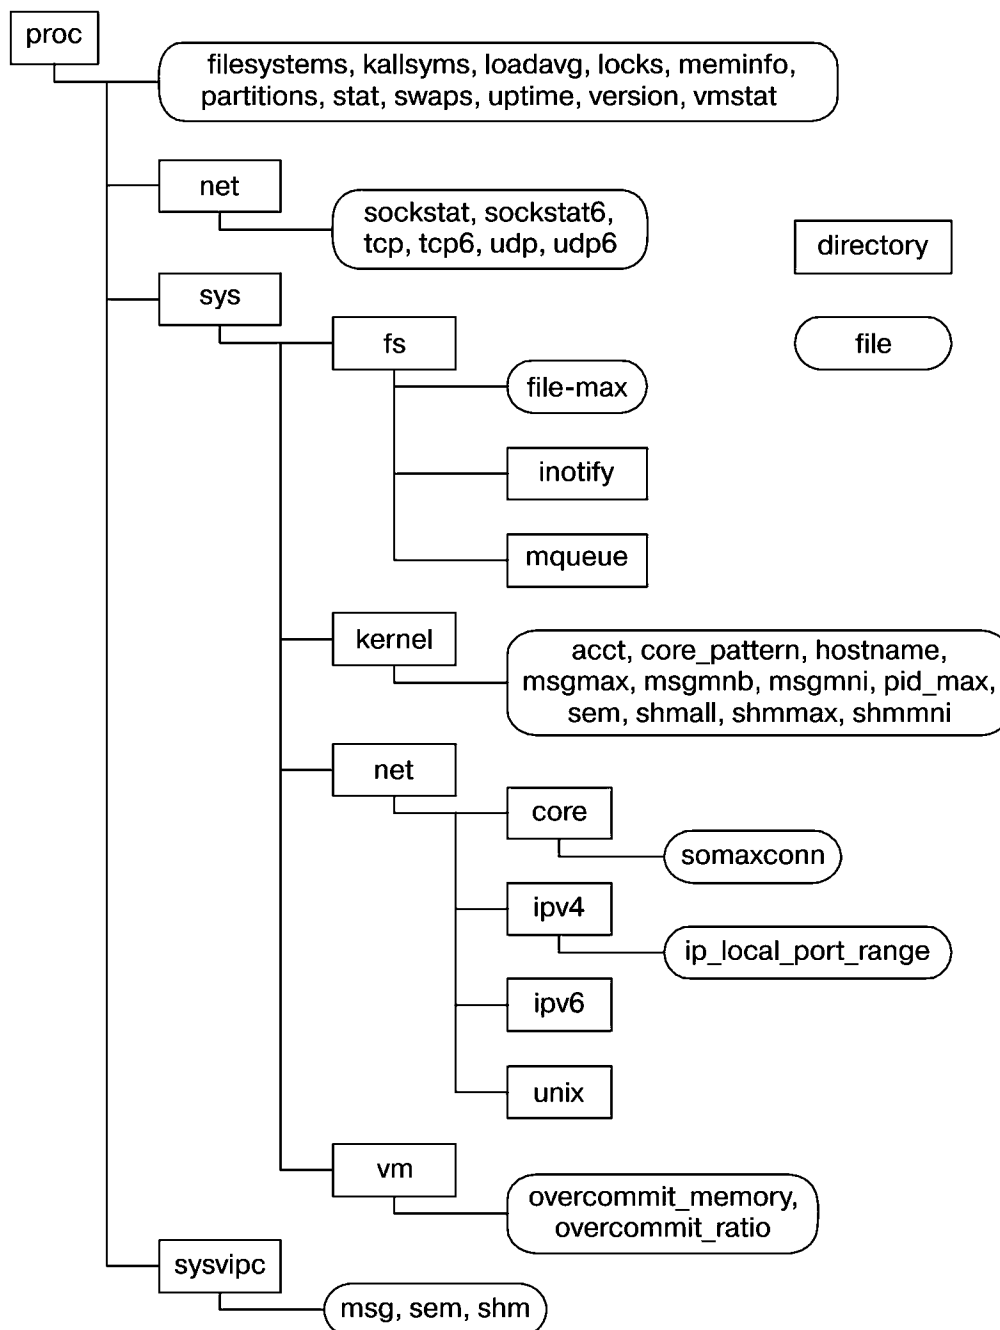 proc
filesystems, kallsyms, loadavg, locks, meminfo,
partitions, stat, swaps, uptime, version, vmstat
net
sockstat, sockstat6,
tcp, tcp6, udp, udp6
directory
sys
fs
file
file-max
inotify
mqueue
kernel
acct, core_pattern, hostname,
msgmax, msgmnb, msgmni, pid_max,
sem, shmall, shmmax, shmmni
net
core
somaxconn
ipv4
ip_local_port_range
ipv6
unix
vm
overcommit_memory,
overcommit_ratio
sysvipc
msg, sem, shm